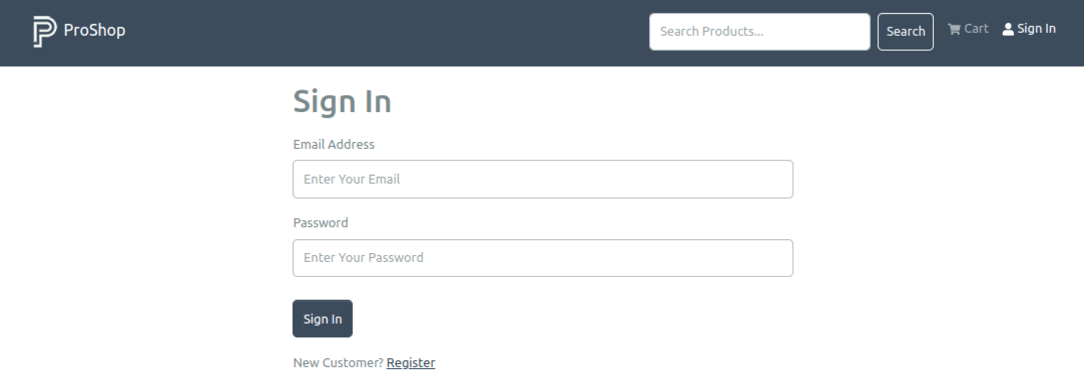 ProShop
Search Products...
Search
Cart
Sign In
Sign In
Email Address
Enter Your Email
Password
Enter Your Password
Sign In
New Customer? Register